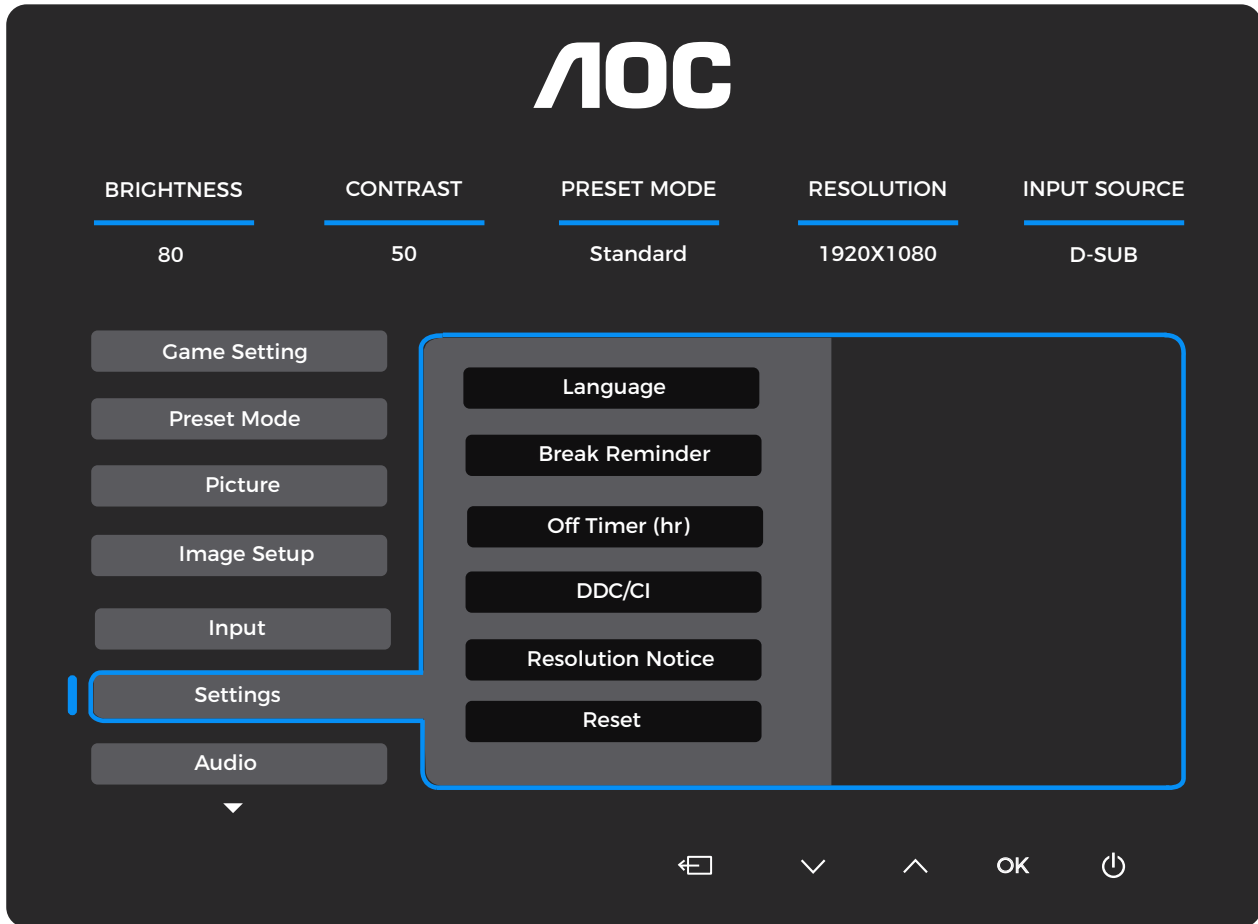 AOC
BRIGHTNESS CONTRAST PRESET MODE RESOLUTION INPUT SOURCE
80 50 Standard 1920X1080 D-SUB
Game Setting
Preset Mode
Picture
Image Setup
Input
Settings
Audio
Language
Break Reminder
Off Timer (hr)
DDC/CI
Resolution Notice
Reset
OK